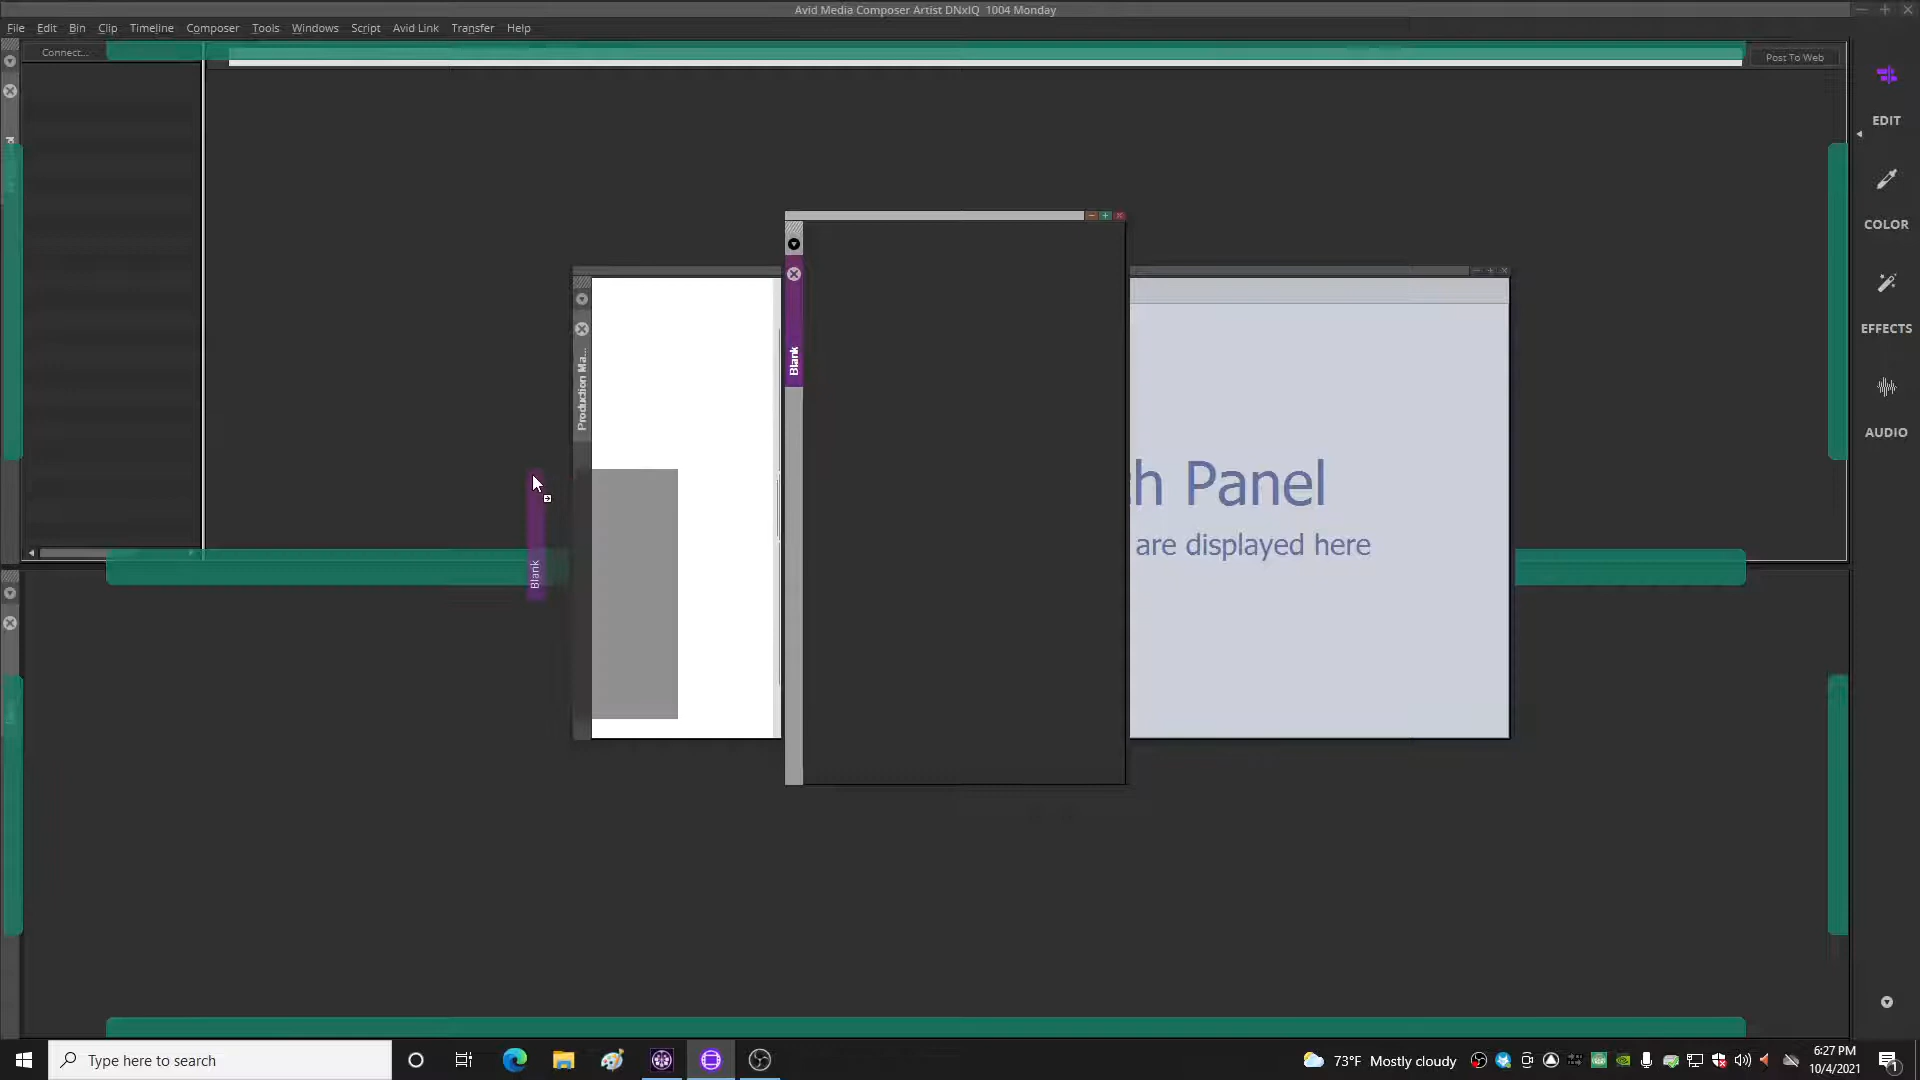 Avid Media Composer Artist DNxIQ 1004 Monday
File Edit Bin Clip Timeline Composer Tools Windows Script Avid Link Transfer Help
Connect...
Post To Web
EDIT
COLOR
EFFECTS
AUDIO
Blank
Production Ma...
Blank
h Panel
are displayed here
Type here to search
73°F Mostly cloudy
6:27 PM
10/4/2021
1